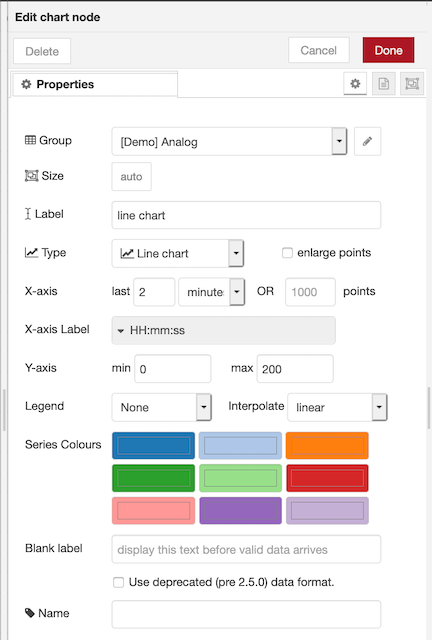 Edit chart node
Delete Cancel Done
Properties
Group [Demo] Analog
Size auto
Label line chart
Type Line chart enlarge points
X-axis last 2 minute OR 1000 points
X-axis Label HH:mm:ss
Y-axis min 0 max 200
Legend None Interpolate linear
Series Colours
Blank label display this text before valid data arrives
Use deprecated (pre 2.5.0) data format.
Name